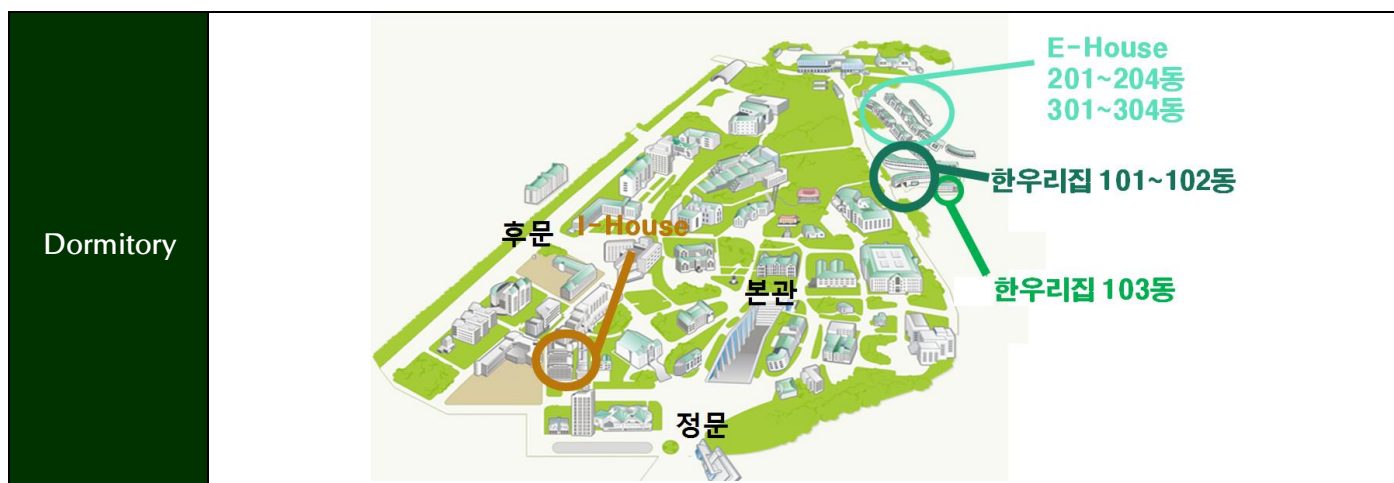 Dormitory
E-House
201~204동
301~304동
한우리집 101~102동
후문
I-House
한우리집 103동
본관
정문